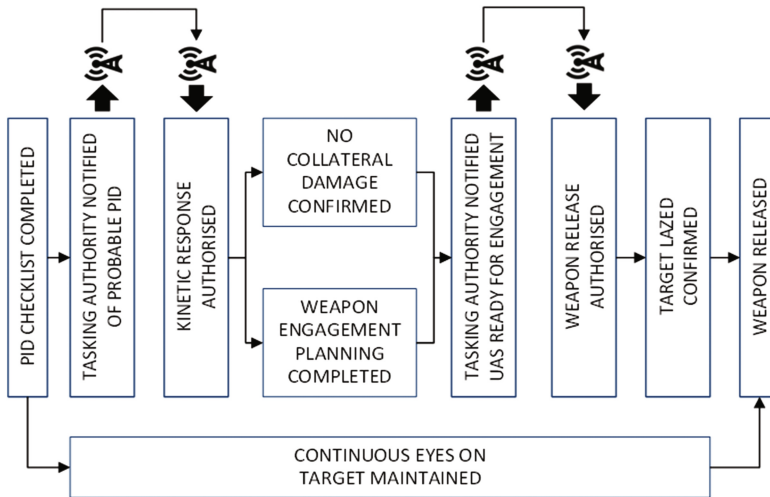 PID CHECKLIST COMPLETED
TASKING AUTHORITY NOTIFIED
OF PROBABLE PID
KINETIC RESPONSE
AUTHORISED
NO
COLLATERAL
DAMAGE
CONFIRMED
WEAPON
ENGAGEMENT
PLANNING
COMPLETED
TASKING AUTHORITY NOTIFIED
UAS READY FOR ENGAGEMENT
WEAPON RELEASE
AUTHORISED
TARGET LAZED
CONFIRMED
WEAPON RELEASED
CONTINUOUS EYES ON
TARGET MAINTAINED